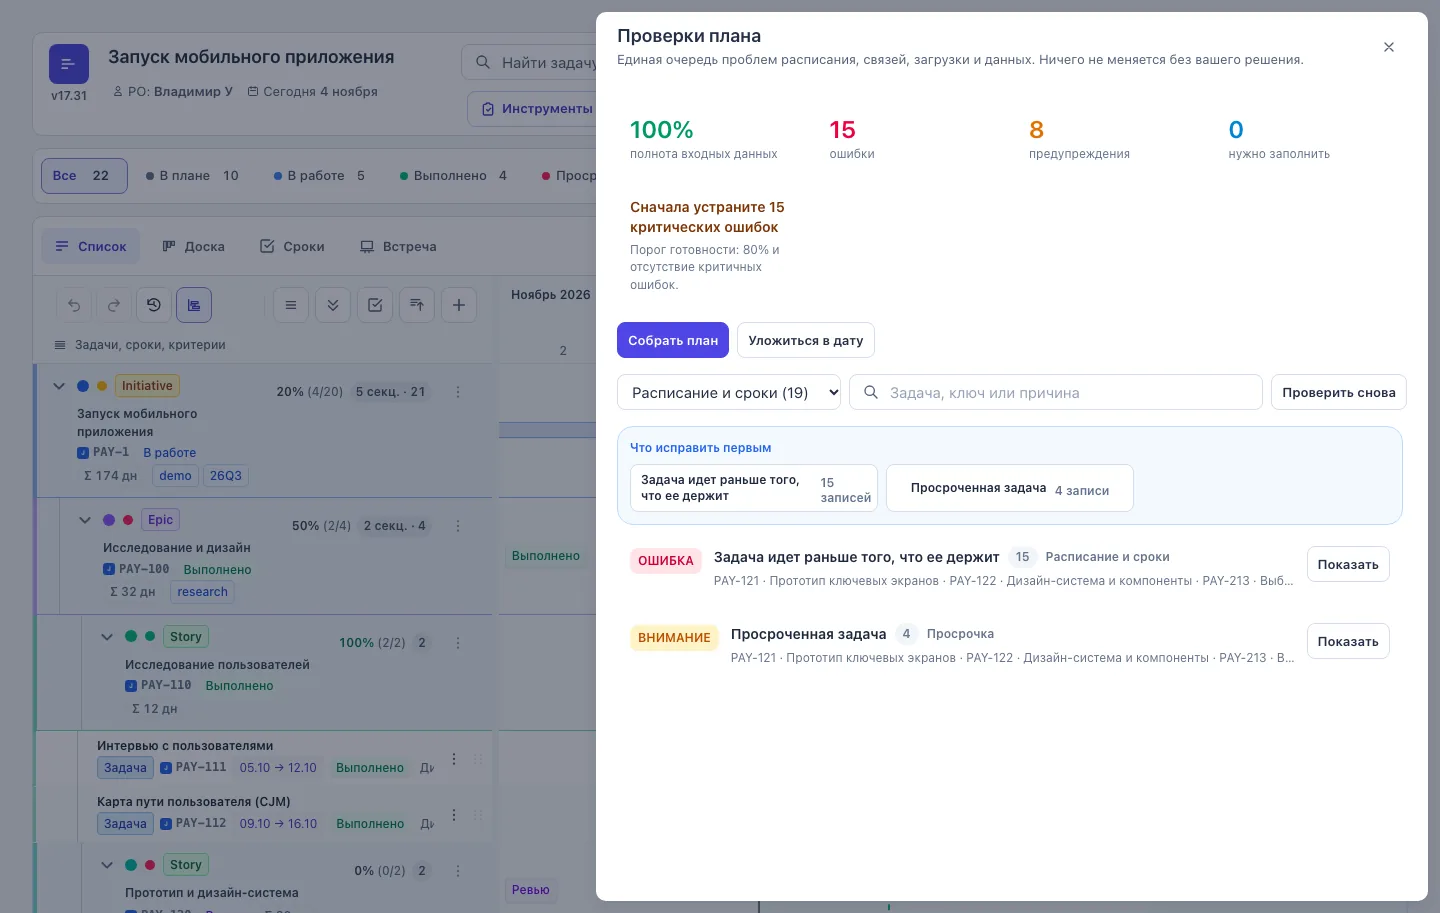 Запуск мобильного приложения
v17.31
PO: Владимир У
Сегодня 4 ноября
Найти задачу
Инструменты
Все 22
В плане 10
В работе 5
Выполнено 4
Список
Доска
Сроки
Встреча
Ноябрь 2026
Задачи, сроки, критерии
2
Initiative
20% (4/20)
5 секц. · 21
Запуск мобильного
приложения
PAY-1 В работе
Σ 174 дн demo 26Q3
Epic
50% (2/4)
2 секц. · 4
Исследование и дизайн
PAY-100 Выполнено
Σ 32 дн research
Выполнено
Story
100% (2/2) 2
Исследование пользователей
PAY-110 Выполнено
Σ 12 дн
Интервью с пользователями
Задача PAY-111 05.10 → 12.10 Выполнено
Карта пути пользователя (CJM)
Задача PAY-112 09.10 → 16.10 Выполнено
Story
0% (0/2) 2
Прототип и дизайн-система
Ревью
Проверки плана
Единая очередь проблем расписания, связей, загрузки и данных. Ничего не меняется без вашего решения.
100%
полнота входных данных
15
ошибки
8
предупреждения
0
нужно заполнить
Сначала устраните 15
критических ошибок
Порог готовности: 80% и
отсутствие критичных
ошибок.
Собрать план
Уложиться в дату
Расписание и сроки (19)
Задача, ключ или причина
Проверить снова
Что исправить первым
Задача идет раньше того,
что ее держит
15
записей
Просроченная задача
4 записи
ОШИБКА
Задача идет раньше того, что ее держит 15 Расписание и сроки
PAY-121 · Прототип ключевых экранов · PAY-122 · Дизайн-система и компоненты · PAY-213 · Выб...
Показать
ВНИМАНИЕ
Просроченная задача 4 Просрочка
PAY-121 · Прототип ключевых экранов · PAY-122 · Дизайн-система и компоненты · PAY-213 · В...
Показать